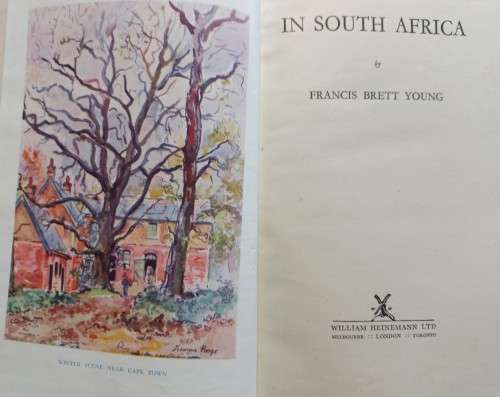 WINTER SCENE NEAR CAPE TOWN
IN SOUTH AFRICA
by
FRANCIS BRETT YOUNG
WILLIAM HEINEMANN LTD
MELBOURNE :: LONDON :: TORONTO